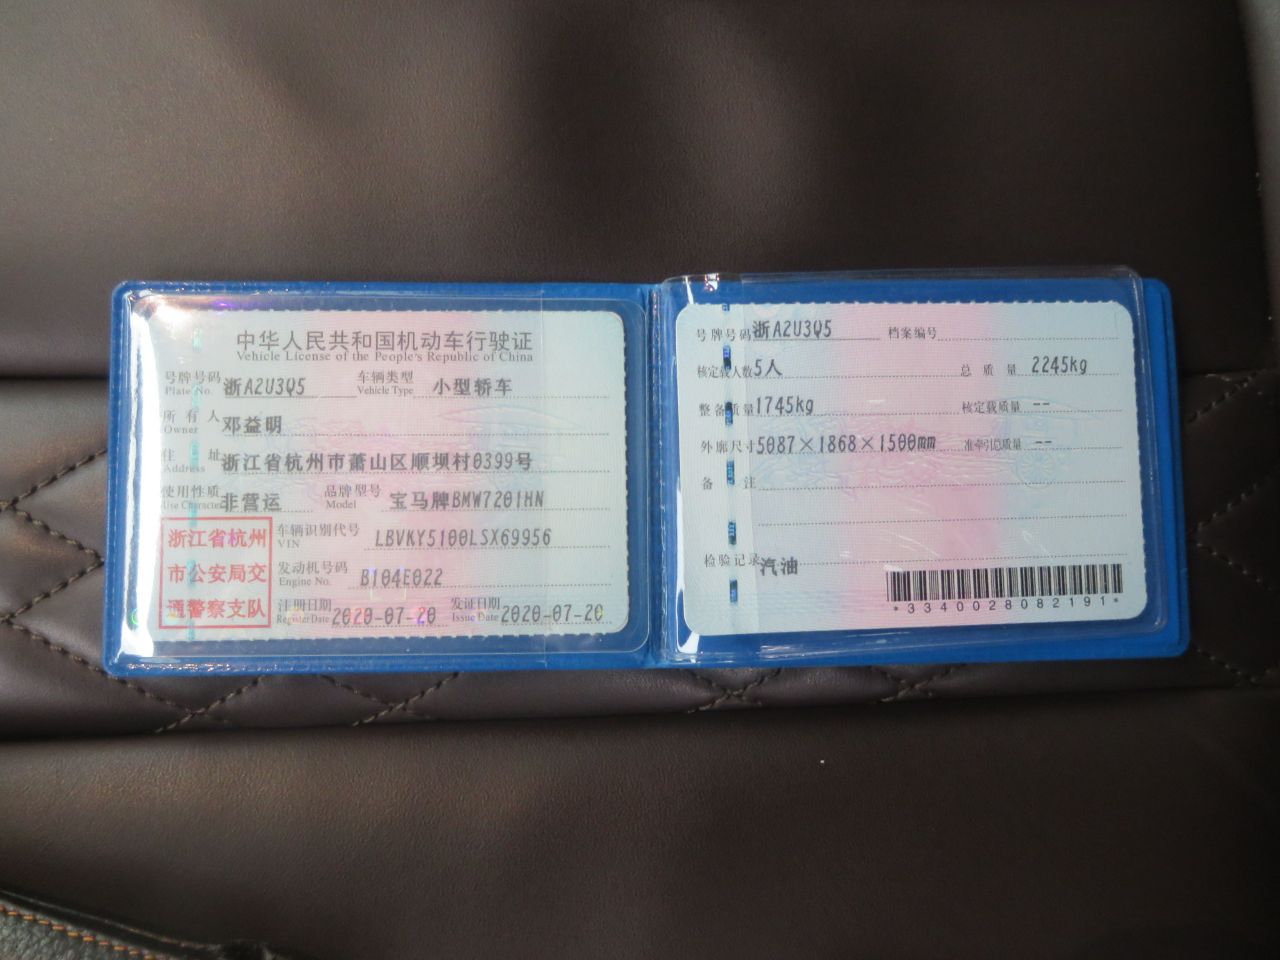 中华人民共和国机动车行驶证
Vehicle License of the People's Republic of China
号牌号码 浙A2U3Q5 车辆类型 小型轿车
Plate No. Vehicle Type
所有人 邓益明
Owner
住址 浙江省杭州市萧山区顺坝村0399号
Address
使用性质 非营运 品牌型号 宝马牌BMW7201HN
Use Character Model
浙江省杭州
市公安局交
通警察支队
车辆识别代号 LBVKY5100LSX69956
VIN
发动机号码 B104E022
Engine No.
注册日期 2020-07-20 发证日期 2020-07-20
Register Date Issue Date
号牌号码 浙A2U3Q5 档案编号
核定载人数 5人 总质量 2245kg
整备质量 1745kg 核定载质量 --
外廓尺寸 5087×1868×1500mm 准牵引总质量 --
备注
检验记录 汽油
*3340028082191*